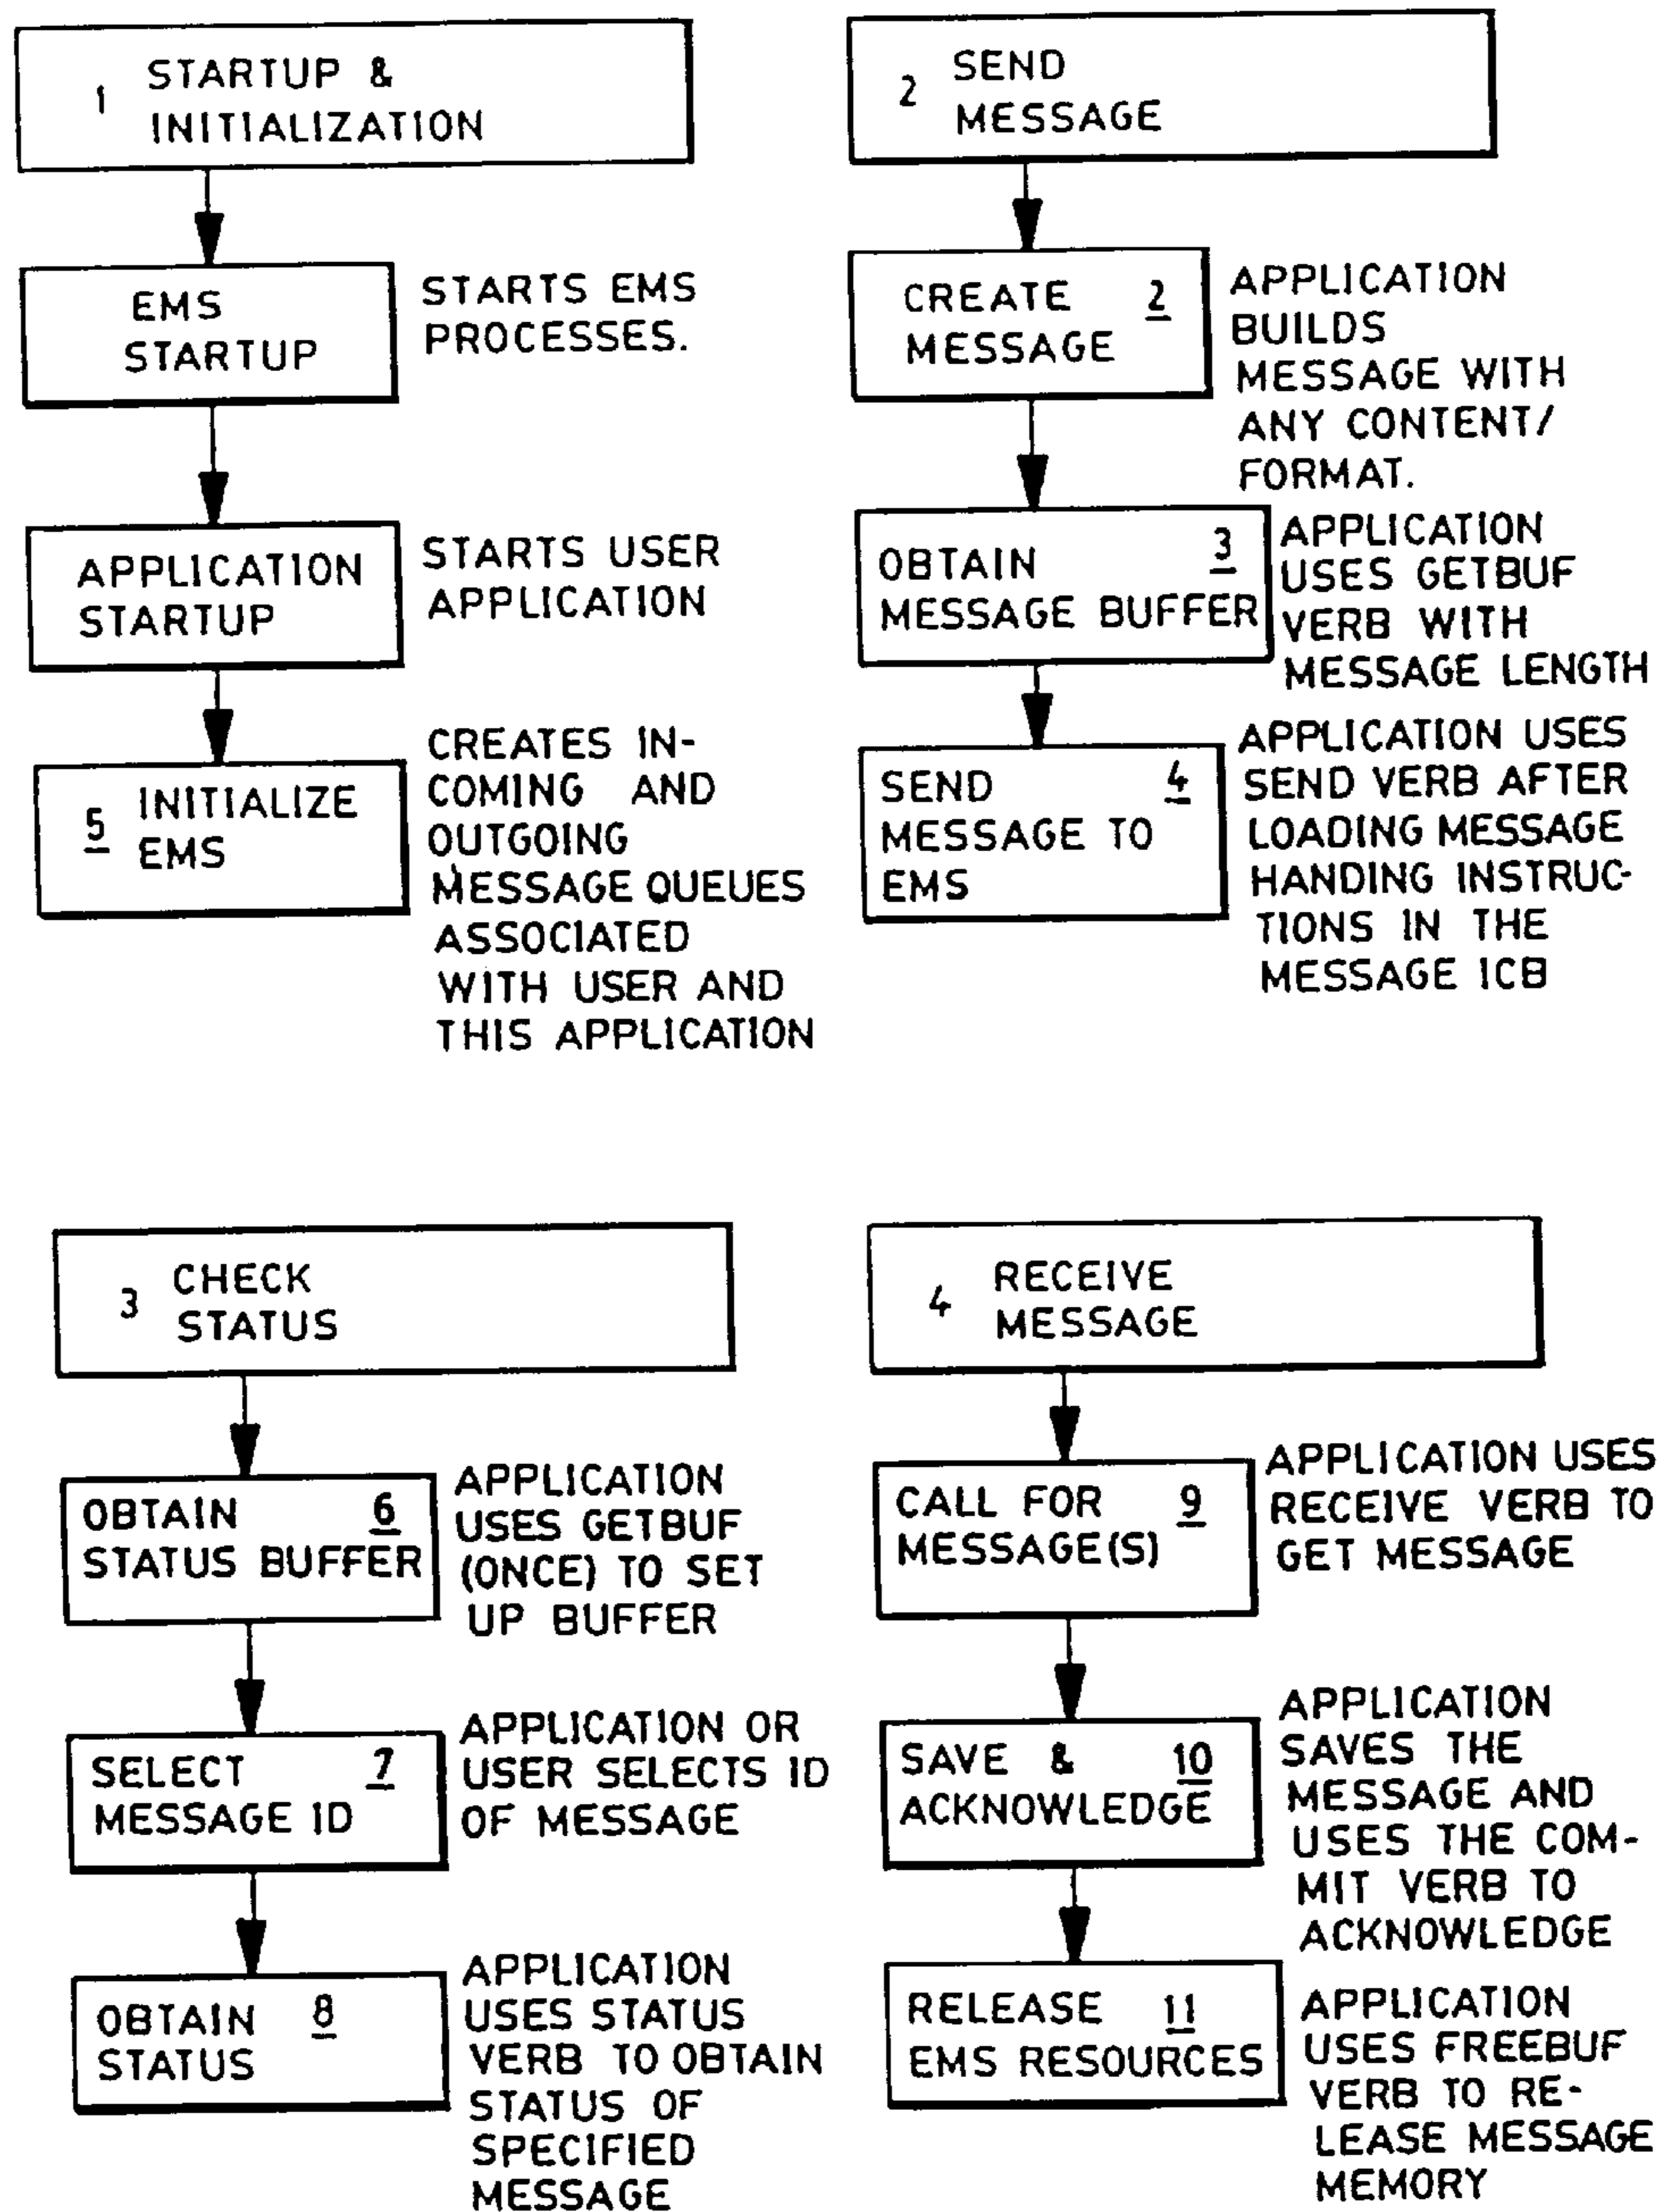 1 STARTUP &
INITIALIZATION
EMS
STARTUP
STARTS EMS
PROCESSES.
APPLICATION
STARTUP
STARTS USER
APPLICATION
5 INITIALIZE
EMS
CREATES IN-
COMING AND
OUTGOING
MESSAGE QUEUES
ASSOCIATED
WITH USER AND
THIS APPLICATION
2 SEND
MESSAGE
CREATE 2
MESSAGE
APPLICATION
BUILDS
MESSAGE WITH
ANY CONTENT/
FORMAT.
OBTAIN 3
MESSAGE BUFFER
APPLICATION
USES GETBUF
VERB WITH
MESSAGE LENGTH
SEND 4
MESSAGE TO
EMS
APPLICATION USES
SEND VERB AFTER
LOADING MESSAGE
HANDING INSTRUC-
TIONS IN THE
MESSAGE ICB
3 CHECK
STATUS
OBTAIN 6
STATUS BUFFER
APPLICATION
USES GETBUF
(ONCE) TO SET
UP BUFFER
SELECT 7
MESSAGE ID
APPLICATION OR
USER SELECTS ID
OF MESSAGE
OBTAIN 8
STATUS
APPLICATION
USES STATUS
VERB TO OBTAIN
STATUS OF
SPECIFIED
MESSAGE
4 RECEIVE
MESSAGE
CALL FOR 9
MESSAGE(S)
APPLICATION USES
RECEIVE VERB TO
GET MESSAGE
SAVE & 10
ACKNOWLEDGE
APPLICATION
SAVES THE
MESSAGE AND
USES THE COM-
MIT VERB TO
ACKNOWLEDGE
RELEASE 11
EMS RESOURCES
APPLICATION
USES FREEBUF
VERB TO RE-
LEASE MESSAGE
MEMORY